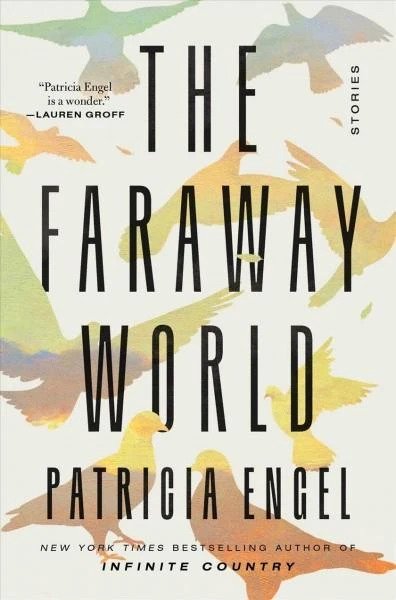 "Patricia Engel
is a wonder."
—LAUREN GROFF
STORIES
THE
FARAWAY
WORLD
PATRICIA ENGEL
NEW YORK TIMES BESTSELLING AUTHOR OF
INFINITE COUNTRY